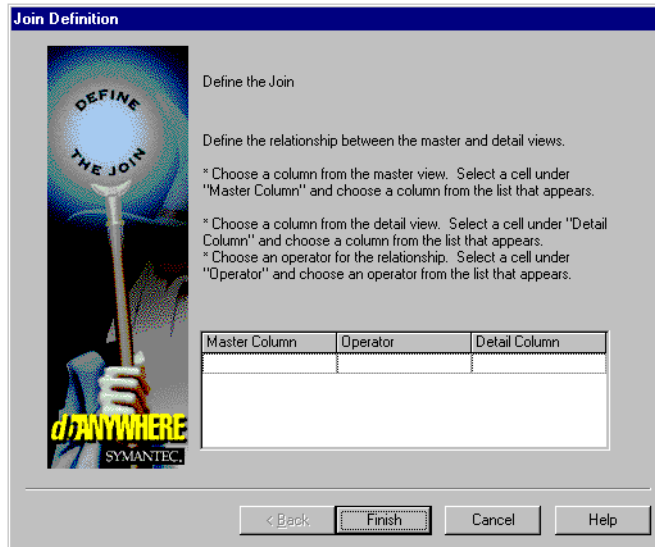 Join Definition
DEFINE
THE JOIN
Define the Join
Define the relationship between the master and detail views.
* Choose a column from the master view. Select a cell under
"Master Column" and choose a column from the list that appears.
* Choose a column from the detail view. Select a cell under "Detail
Column" and choose a column from the list that appears.
* Choose an operator for the relationship. Select a cell under
"Operator" and choose an operator from the list that appears.
Master Column Operator Detail Column
dbANYWHERE
SYMANTEC.
< Back Finish Cancel Help